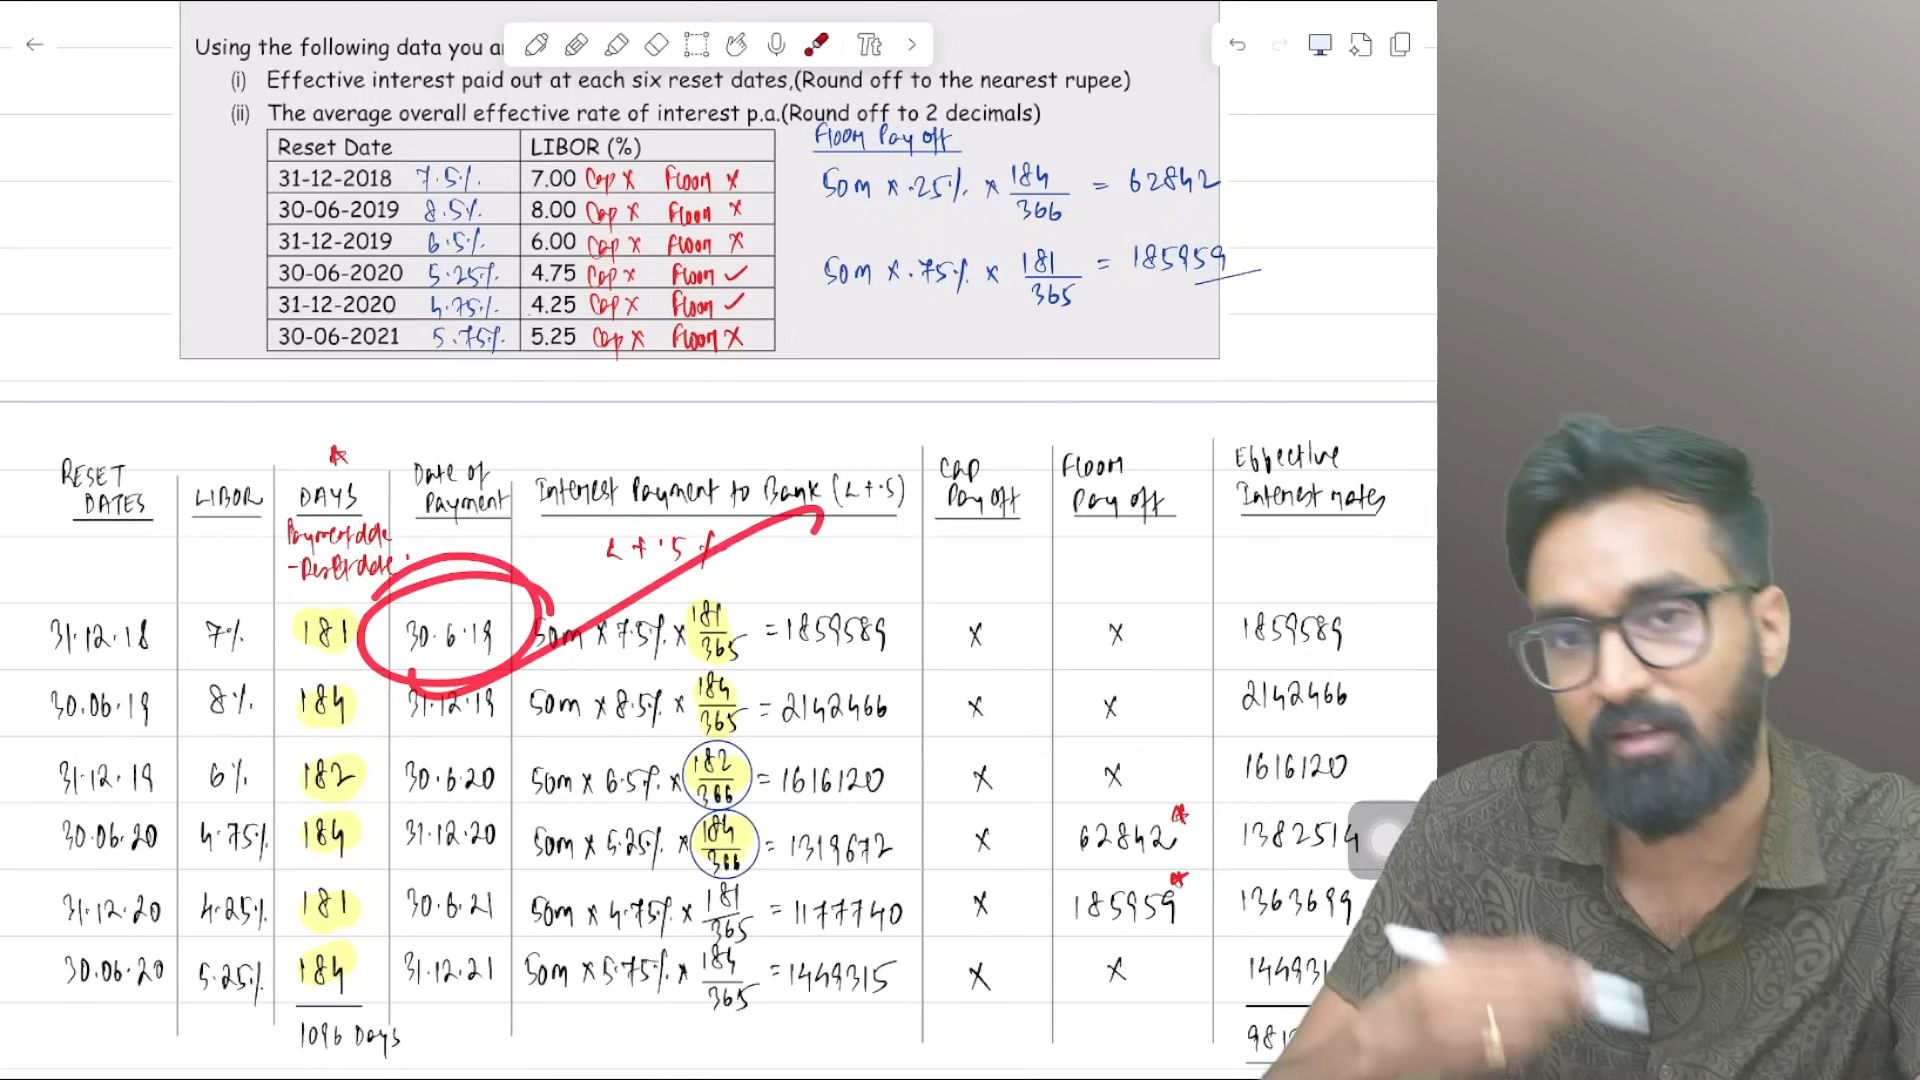 Using the following data you a
Tt
(i) Effective interest paid out at each six reset dates,(Round off to the nearest rupee)
(ii) The average overall effective rate of interest p.a.(Round off to 2 decimals)
Reset Date LIBOR (%)
31-12-2018 7.5% 7.00 Cap x Floor x
30-06-2019 8.5% 8.00 Cap x Floor x
31-12-2019 6.5% 6.00 Cap x Floor x
30-06-2020 5.25% 4.75 Cap x Floor ✓
31-12-2020 4.75% 4.25 Cap x Floor ✓
30-06-2021 5.75% 5.25 Cap x Floor x
Floor Pay off
50m x .25% x 184/366 = 62842
50m x .75% x 181/365 = 185959
RESET DATES LIBOR DAYS Date of Payment Interest Payment to Bank (L+.5) Cap Pay off Floor Pay off Effective Interest rates
Payment date - Reset date
L + .5%
31.12.18 7% 181 30.6.19 50m x 7.5% x 181/365 = 1859589 x x 1859589
30.06.19 8% 184 31.12.19 50m x 8.5% x 184/365 = 2142466 x x 2142466
31.12.19 6% 182 30.6.20 50m x 6.5% x 182/366 = 1616120 x x 1616120
30.06.20 4.75% 184 31.12.20 50m x 5.25% x 184/366 = 1319672 x 62842 1382514
31.12.20 4.25% 181 30.6.21 50m x 4.75% x 181/365 = 1177740 x 185959 1363699
30.06.20 5.25% 184 31.12.21 50m x 5.75% x 184/365 = 1449315 x x 144931
1096 Days
981